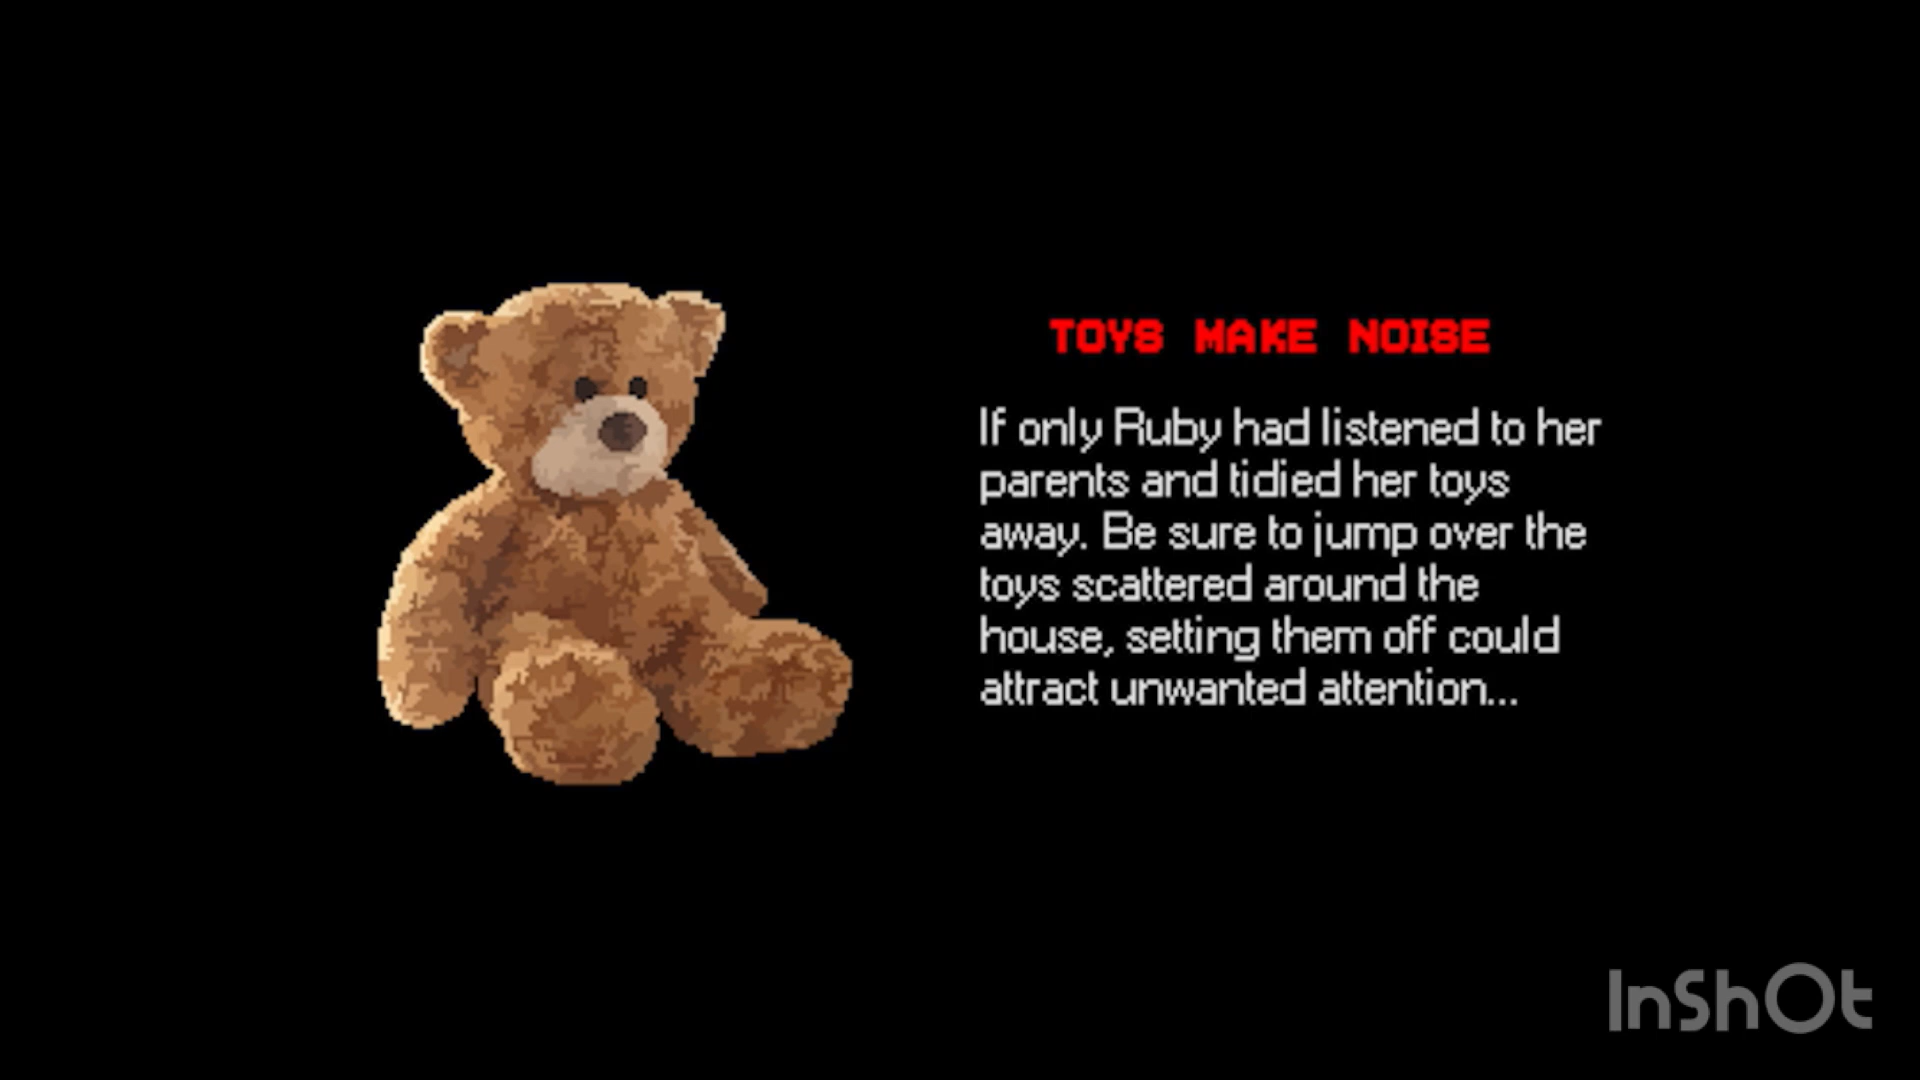 TOYS MAKE NOISE
If only Ruby had listened to her
parents and tidied her toys
away. Be sure to jump over the
toys scattered around the
house, setting them off could
attract unwanted attention...
InShOt